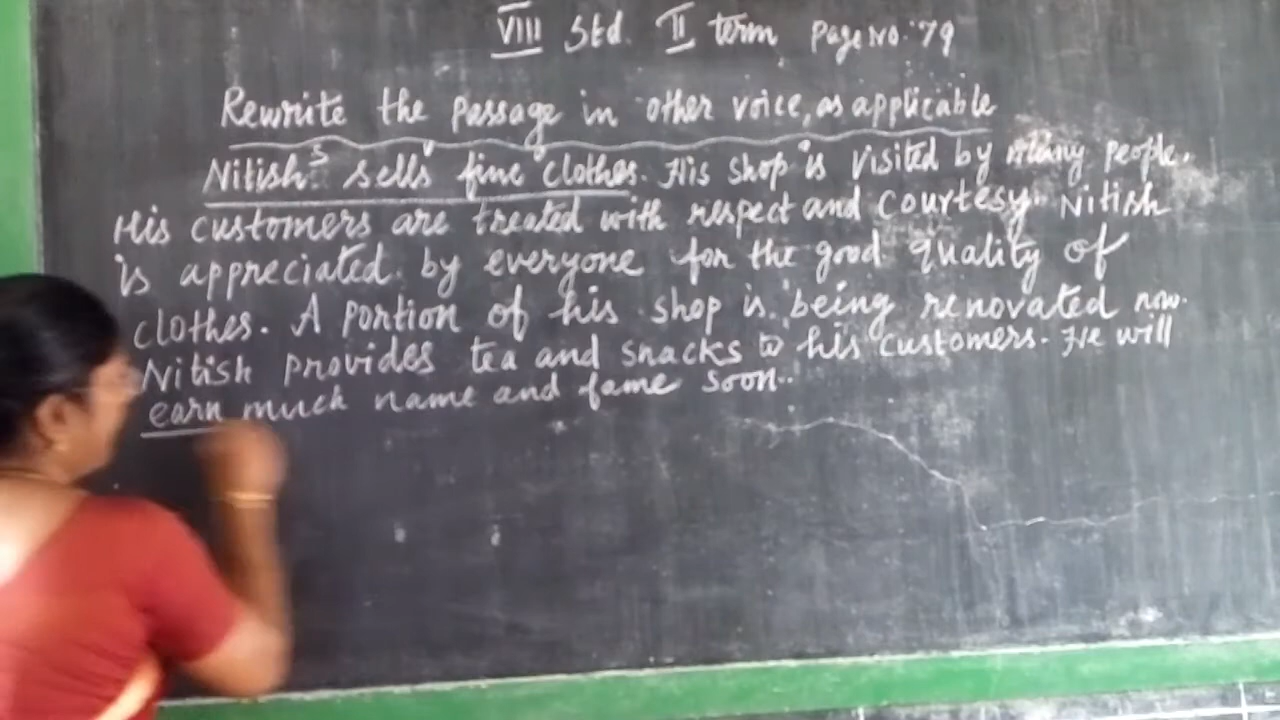 VIII Std. II term Page No: 79
Rewrite the passage in other voice, as applicable
S
Nitish sells fine clothes. His shop is visited by many people.
His customers are treated with respect and courtesy. Nitish
is appreciated by everyone for the good quality of
clothes. A portion of his shop is being renovated now.
Nitish provides tea and snacks to his customers. He will
earn much name and fame soon.